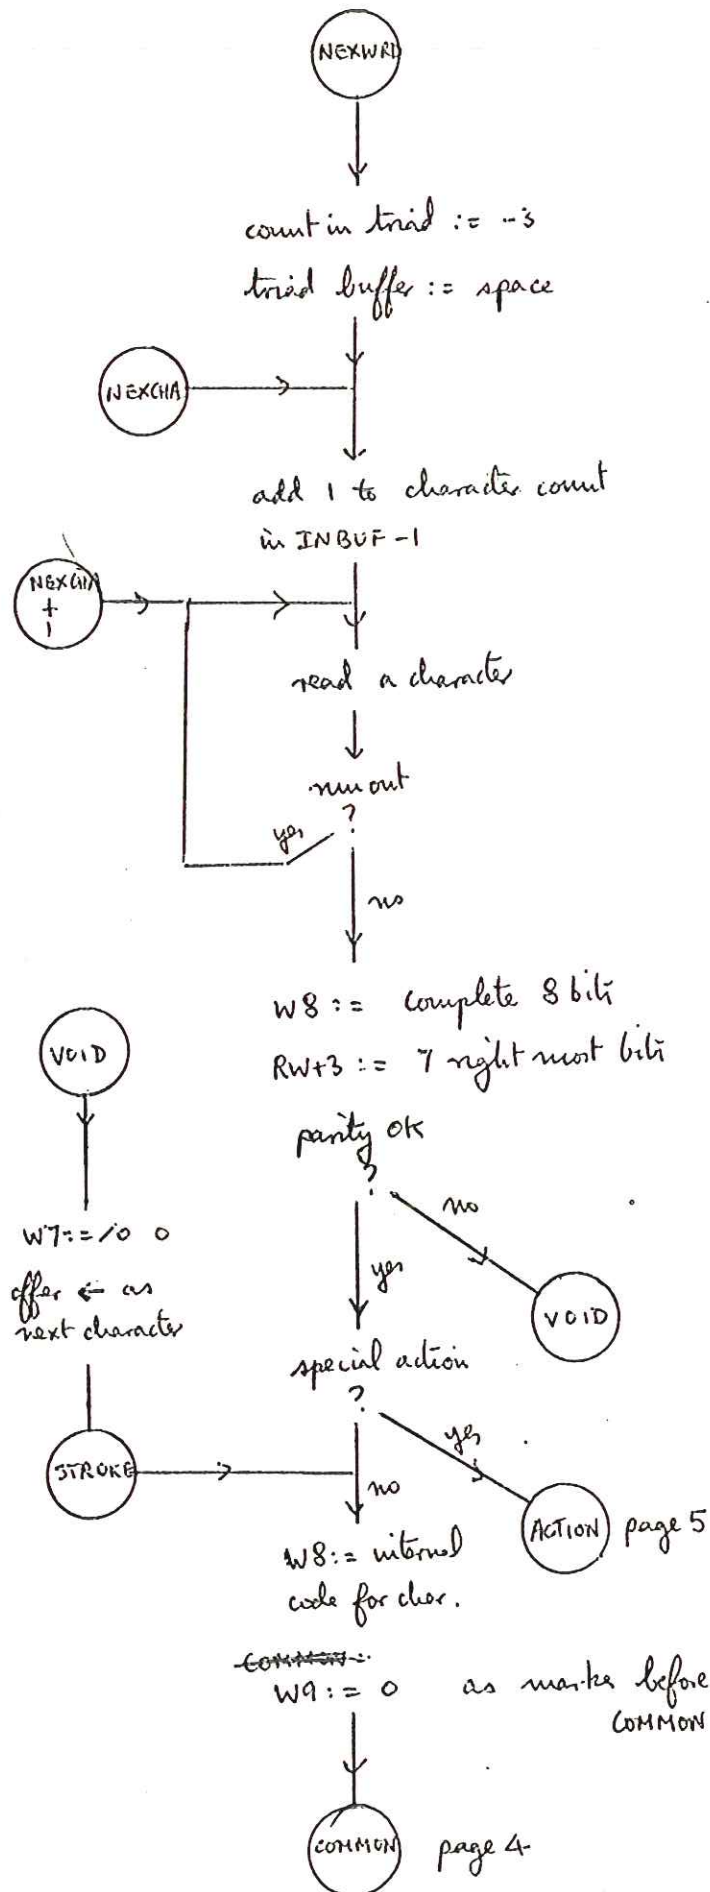 NEXWRD
count in triad := -3
triad buffer := space
NEXCHA
add 1 to character count
in INBUF -1
NEXCHA
+
1
read a character
run out
?
yes
no
W8 := complete 8 bits
RW+3 := 7 right most bits
VOID
parity OK
?
no
yes
W7:=10 0
offer ← as
next character
VOID
special action
?
yes
no
STROKE
ACTION page 5
W8:= internal
code for char.
COMMON:
W9:= 0 as marker before
COMMON
COMMON page 4